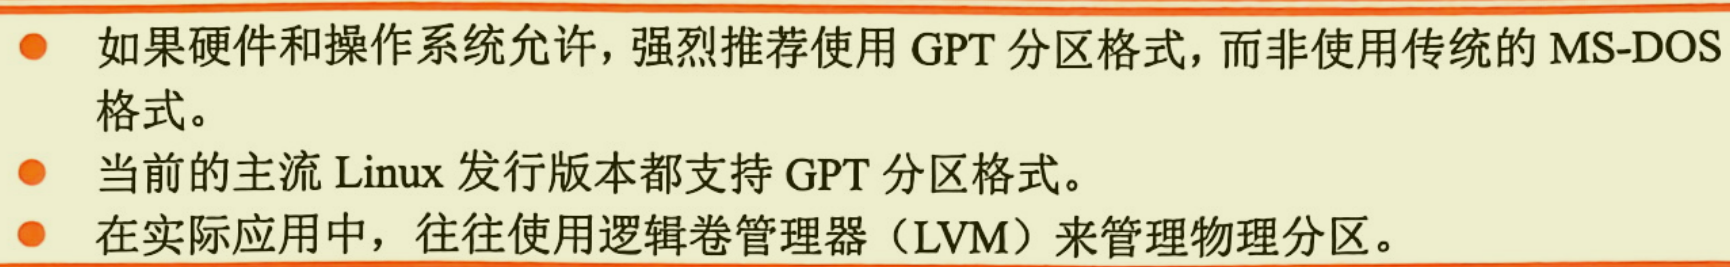 ● 如果硬件和操作系统允许，强烈推荐使用 GPT 分区格式，而非使用传统的 MS-DOS
格式。
● 当前的主流 Linux 发行版本都支持 GPT 分区格式。
● 在实际应用中，往往使用逻辑卷管理器（LVM）来管理物理分区。